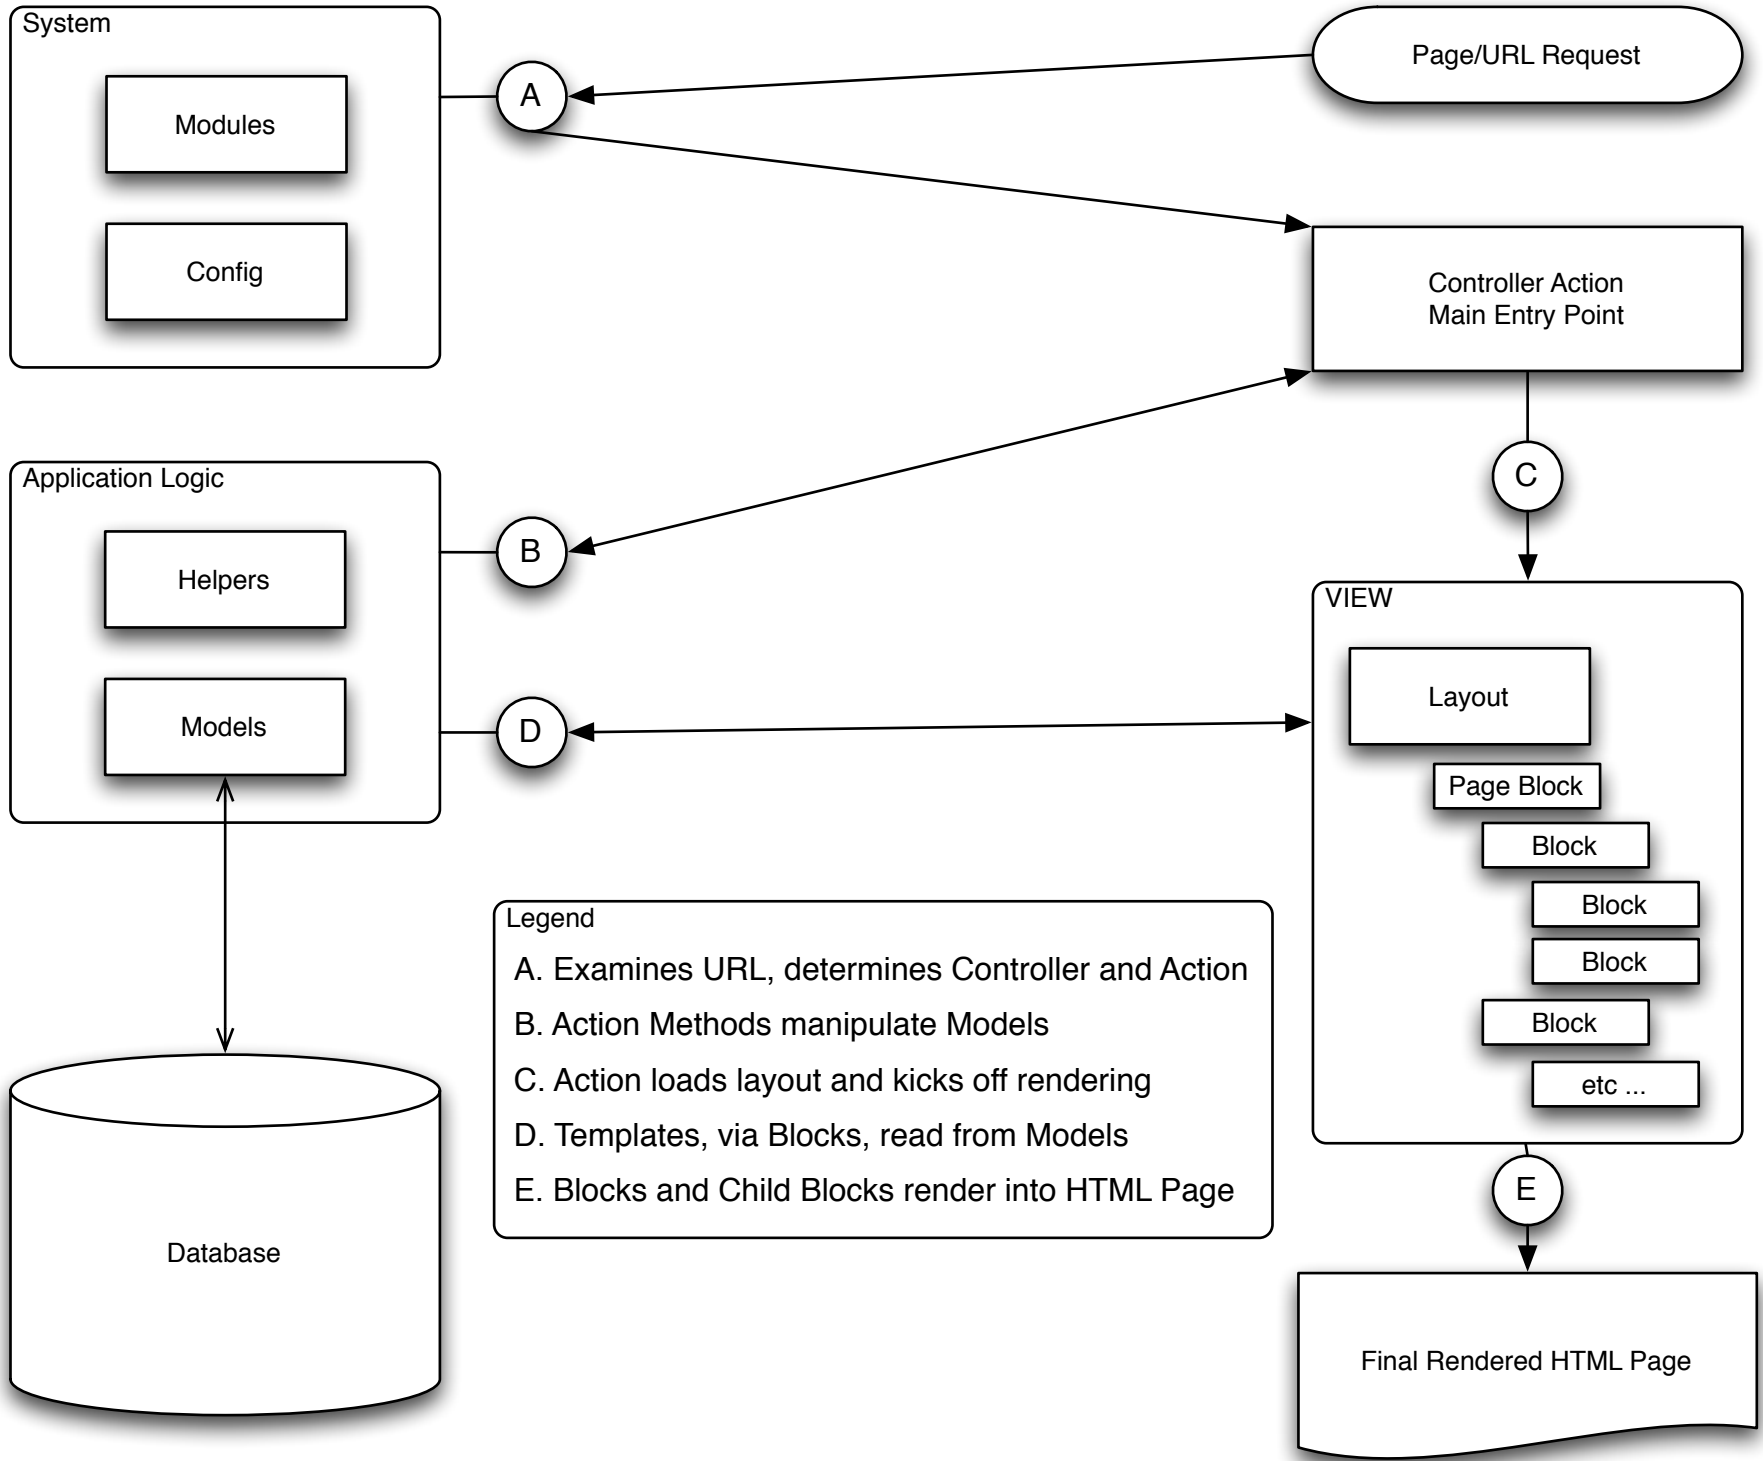 System
Modules
Config
A
Page/URL Request
Controller Action
Main Entry Point
Application Logic
Helpers
Models
B
D
C
VIEW
Layout
Page Block
Block
Block
Block
Block
etc ...
Legend
A. Examines URL, determines Controller and Action
B. Action Methods manipulate Models
C. Action loads layout and kicks off rendering
D. Templates, via Blocks, read from Models
E. Blocks and Child Blocks render into HTML Page
E
Database
Final Rendered HTML Page